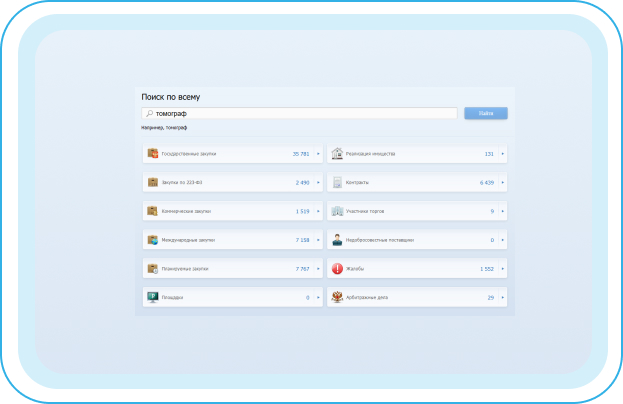 Поиск по всему
томограф
Найти
Например, томограф
Государственные закупки 35 781
Реализация имущества 131
Закупки по 223-ФЗ 2 490
Контракты 6 439
Коммерческие закупки 1 519
Участники торгов 9
Международные закупки 7 158
Недобросовестные поставщики 0
Планируемые закупки 7 767
Жалобы 1 552
Площадки 0
Арбитражные дела 29